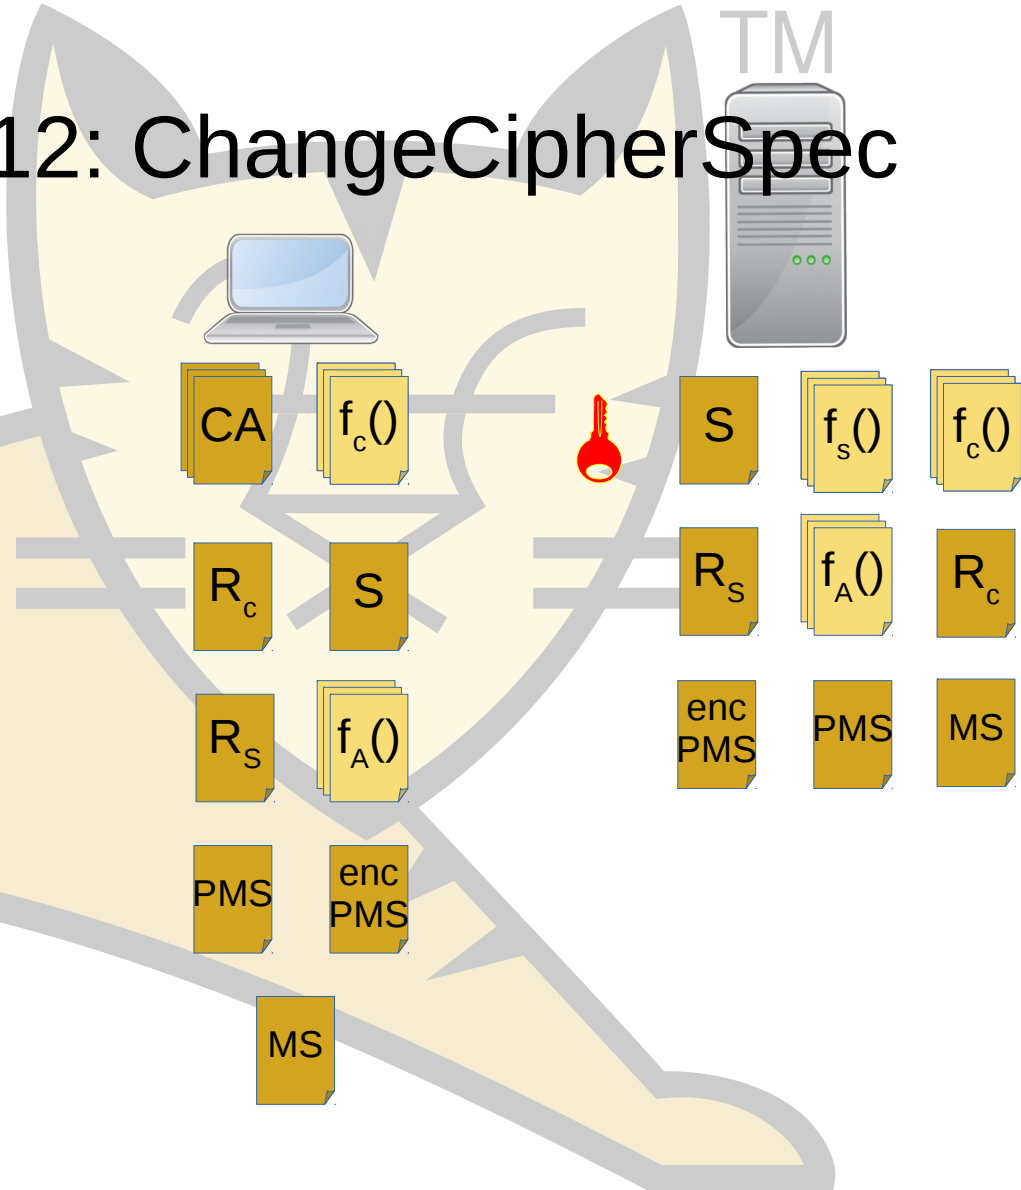 TM
12: ChangeCipherSpec
CA
fc()
S
fs()
fc()
Rc
S
RS
fA()
Rc
RS
fA()
enc
PMS
PMS
MS
PMS
enc
PMS
MS